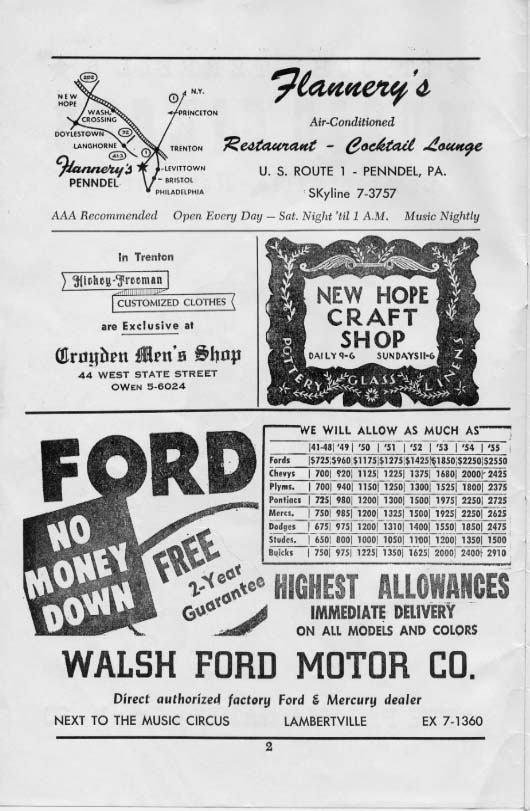 202
NEW
HOPE
WASH.
CROSSING
DOYLESTOWN
32
LANGHORNE
413
Flannery's
PENNDEL
1
N.Y.
PRINCETON
1
TRENTON
LEVITTOWN
BRISTOL
PHILADELPHIA
Flannery's
Air-Conditioned
Restaurant - Cocktail Lounge
U. S. ROUTE 1 - PENNDEL, PA.
SKyline 7-3757
AAA Recommended Open Every Day — Sat. Night 'til 1 A.M. Music Nightly
In Trenton
Hickey-Freeman
CUSTOMIZED CLOTHES
are Exclusive at
Croyden Men's Shop
44 WEST STATE STREET
OWEN 5-6024
NEW HOPE
CRAFT
SHOP
DAILY 9-6 SUNDAYS 11-6
POTTERY GLASS LINENS
FORD
NO
MONEY
DOWN
FREE
2-Year
Guarantee
WE WILL ALLOW AS MUCH AS
|41-48| '49 | '50 | '51 | '52 | '53 | '54 | '55
Fords |$725|$960|$1175|$1275|$1425|$1850|$2250|$2550
Chevys | 700| 920| 1125| 1225| 1375| 1680| 2000| 2425
Plyms. | 700| 940| 1150| 1250| 1300| 1525| 1800| 2375
Pontiacs | 725| 980| 1200| 1300| 1500| 1975| 2250| 2725
Mercs. | 750| 985| 1200| 1325| 1500| 1925| 2250| 2625
Dodges | 675| 975| 1200| 1310| 1400| 1550| 1850| 2475
Studes. | 650| 800| 1000| 1050| 1100| 1200| 1350| 1500
Buicks | 750| 975| 1225| 1350| 1625| 2000| 2400| 2910
HIGHEST ALLOWANCES
IMMEDIATE DELIVERY
ON ALL MODELS AND COLORS
WALSH FORD MOTOR CO.
Direct authorized factory Ford & Mercury dealer
NEXT TO THE MUSIC CIRCUS LAMBERTVILLE EX 7-1360
2